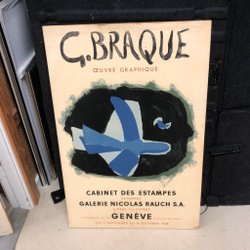 G.BRAQUE
ŒUVRE GRAPHIQUE
CABINET DES ESTAMPES
GALERIE NICOLAS RAUCH S.A.
GENÈVE